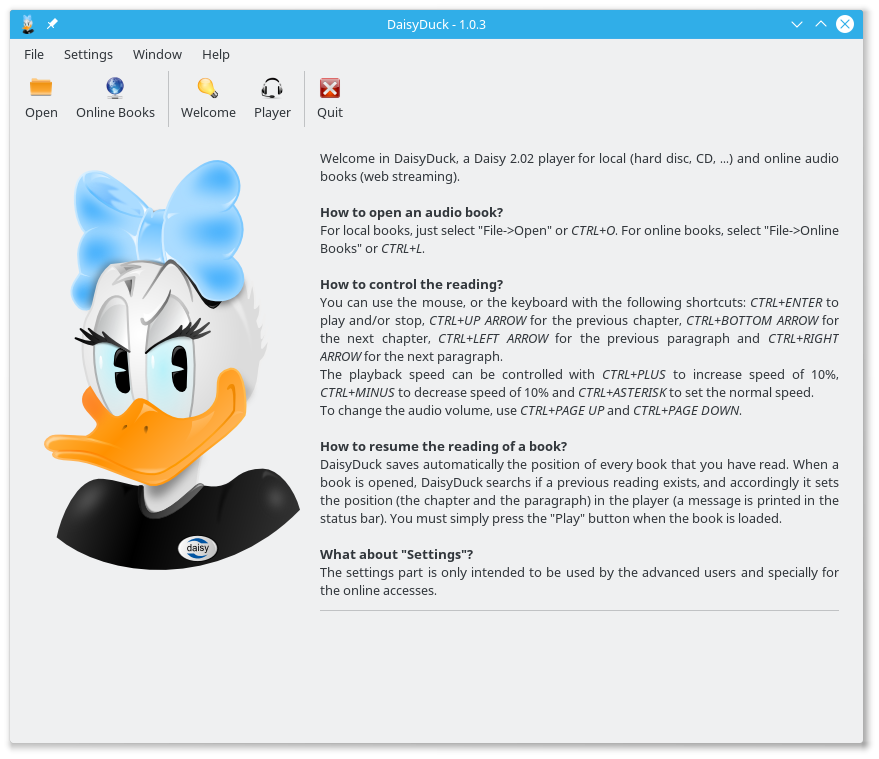 DaisyDuck - 1.0.3
File Settings Window Help
Open Online Books Welcome Player Quit
Welcome in DaisyDuck, a Daisy 2.02 player for local (hard disc, CD, ...) and online audio
books (web streaming).
How to open an audio book?
For local books, just select "File->Open" or CTRL+O. For online books, select "File->Online
Books" or CTRL+L.
How to control the reading?
You can use the mouse, or the keyboard with the following shortcuts: CTRL+ENTER to
play and/or stop, CTRL+UP ARROW for the previous chapter, CTRL+BOTTOM ARROW for
the next chapter, CTRL+LEFT ARROW for the previous paragraph and CTRL+RIGHT
ARROW for the next paragraph.
The playback speed can be controlled with CTRL+PLUS to increase speed of 10%,
CTRL+MINUS to decrease speed of 10% and CTRL+ASTERISK to set the normal speed.
To change the audio volume, use CTRL+PAGE UP and CTRL+PAGE DOWN.
How to resume the reading of a book?
DaisyDuck saves automatically the position of every book that you have read. When a
book is opened, DaisyDuck searchs if a previous reading exists, and accordingly it sets
the position (the chapter and the paragraph) in the player (a message is printed in the
status bar). You must simply press the "Play" button when the book is loaded.
daisy
What about "Settings"?
The settings part is only intended to be used by the advanced users and specially for
the online accesses.